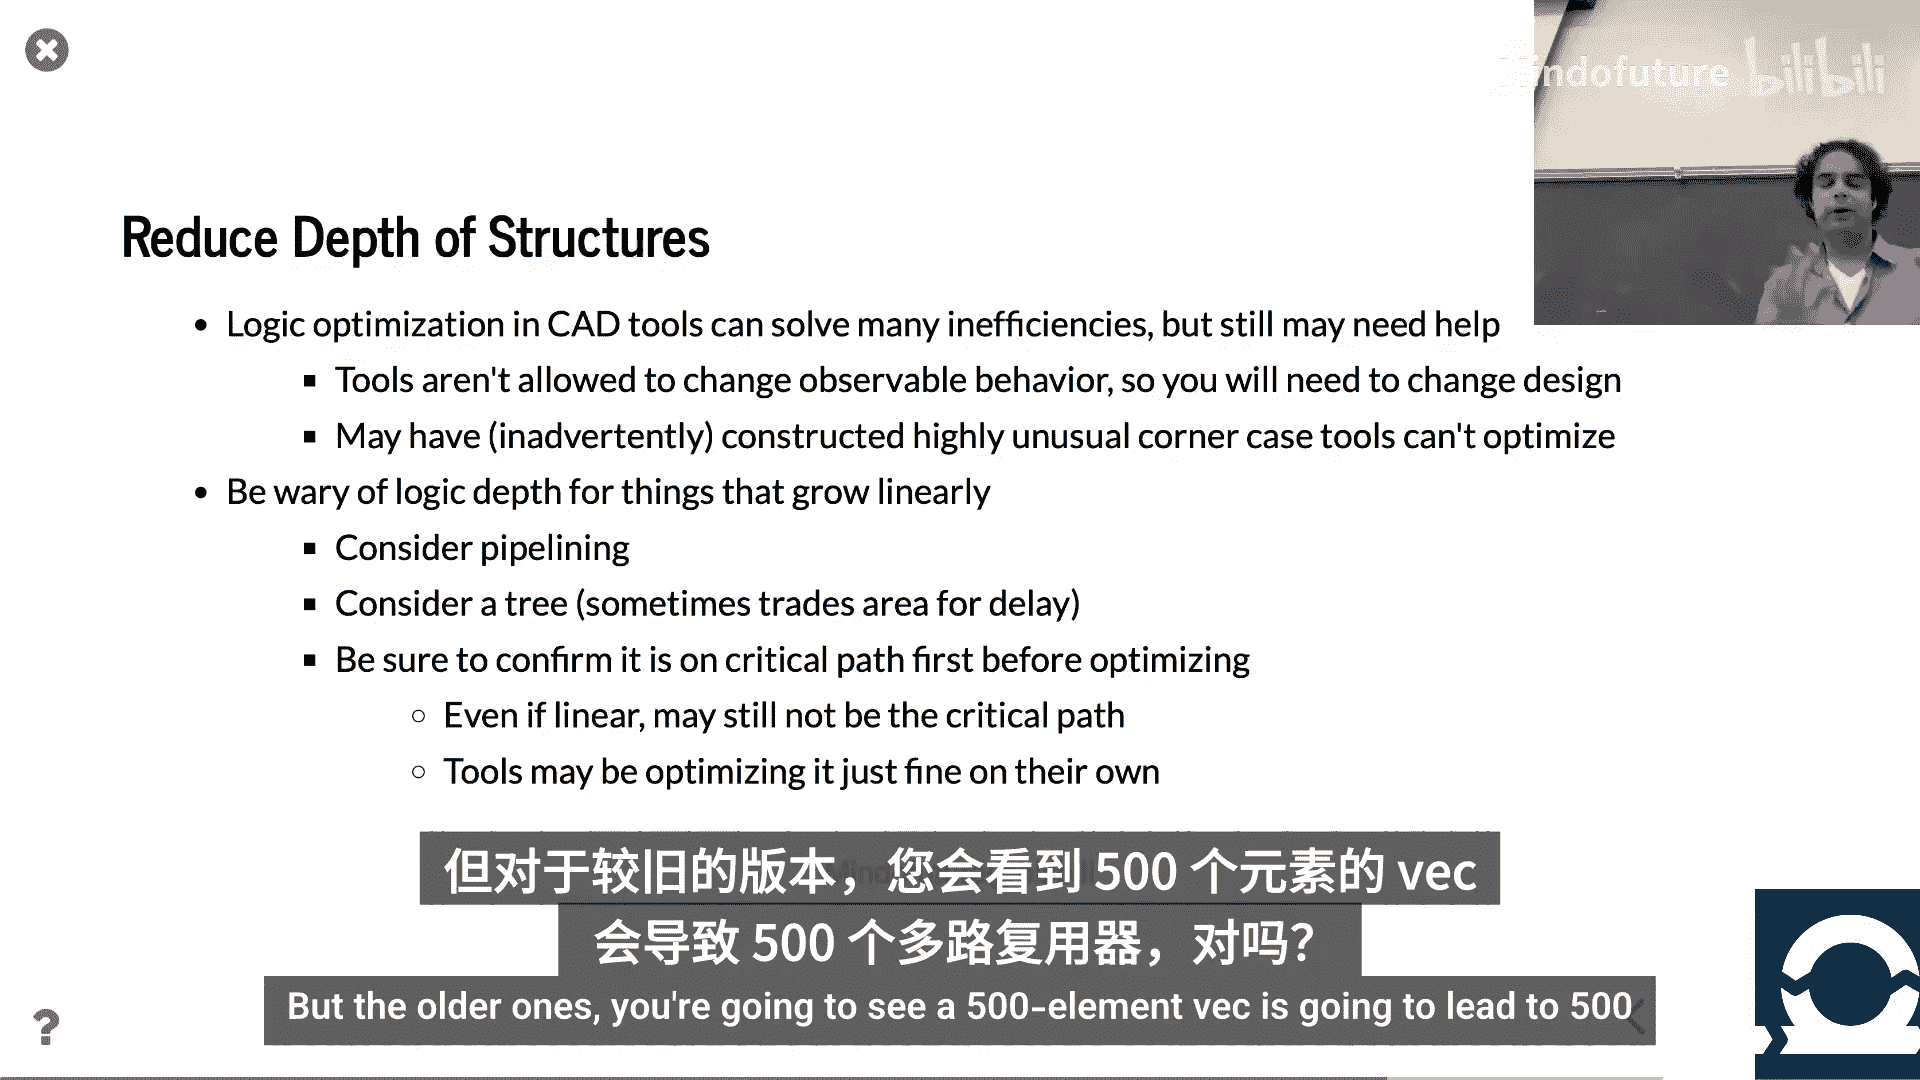 indofuture bilibili
Reduce Depth of Structures
• Logic optimization in CAD tools can solve many inefficiencies, but still may need help
▪ Tools aren't allowed to change observable behavior, so you will need to change design
▪ May have (inadvertently) constructed highly unusual corner case tools can't optimize
• Be wary of logic depth for things that grow linearly
▪ Consider pipelining
▪ Consider a tree (sometimes trades area for delay)
▪ Be sure to confirm it is on critical path first before optimizing
○ Even if linear, may still not be the critical path
○ Tools may be optimizing it just fine on their own
但对于较旧的版本，您会看到 500 个元素的 vec
会导致 500 个多路复用器，对吗？
But the older ones, you're going to see a 500-element vec is going to lead to 500
?